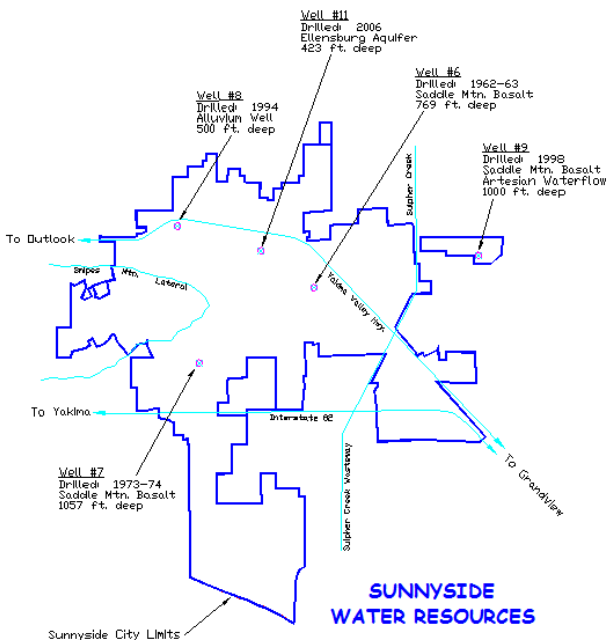 Well #11
Drilled: 2006
Ellensburg Aquifer
423 ft. deep
Well #6
Drilled: 1962-63
Saddle Mtn. Basalt
769 ft. deep
Well #8
Drilled: 1994
Alluvium Well
500 ft. deep
Well #9
Drilled: 1998
Saddle Mtn. Basalt
Artesian Waterflow
1000 ft. deep
Sulpher Creek
To Outlook
Snipes Mtn. Lateral
Yakima Valley Hwy.
To Yakima
Interstate 82
Well #7
Drilled: 1973-74
Saddle Mtn. Basalt
1057 ft. deep
Sulpher Creek Wasteway
To Grandview
SUNNYSIDE
WATER RESOURCES
Sunnyside City Limits